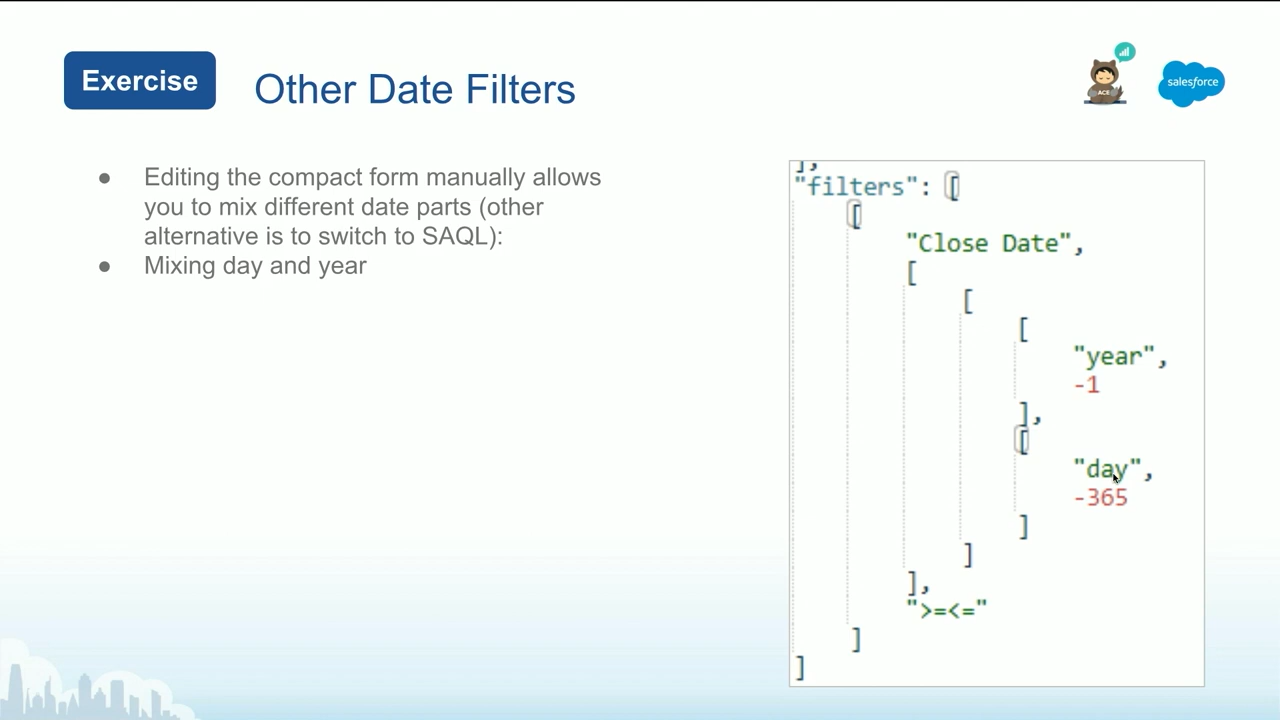 Exercise
Other Date Filters
ACE
salesforce
● Editing the compact form manually allows
you to mix different date parts (other
alternative is to switch to SAQL):
● Mixing day and year
],
"filters": [
[
"Close Date",
[
[
[
"year",
-1
],
[
"day",
-365
]
]
],
">=<="
]
]